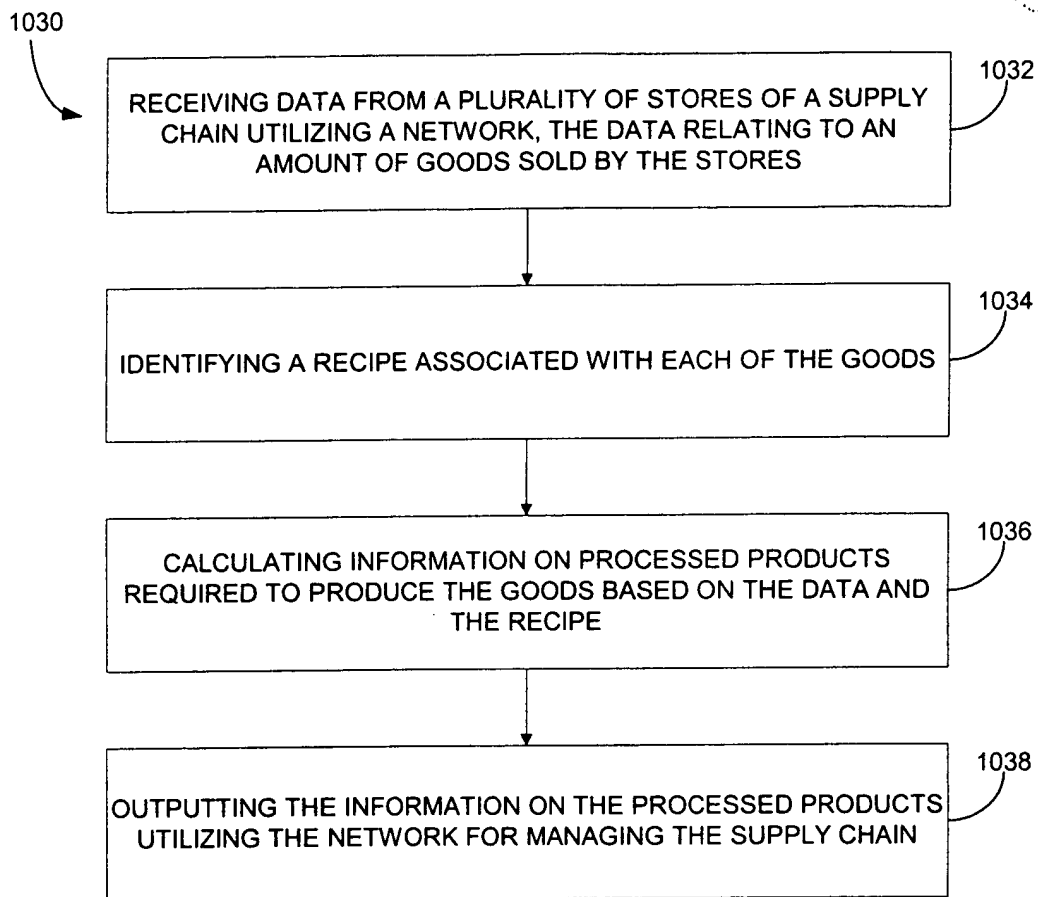 1030
1032
RECEIVING DATA FROM A PLURALITY OF STORES OF A SUPPLY
CHAIN UTILIZING A NETWORK, THE DATA RELATING TO AN
AMOUNT OF GOODS SOLD BY THE STORES
1034
IDENTIFYING A RECIPE ASSOCIATED WITH EACH OF THE GOODS
1036
CALCULATING INFORMATION ON PROCESSED PRODUCTS
REQUIRED TO PRODUCE THE GOODS BASED ON THE DATA AND
THE RECIPE
1038
OUTPUTTING THE INFORMATION ON THE PROCESSED PRODUCTS
UTILIZING THE NETWORK FOR MANAGING THE SUPPLY CHAIN